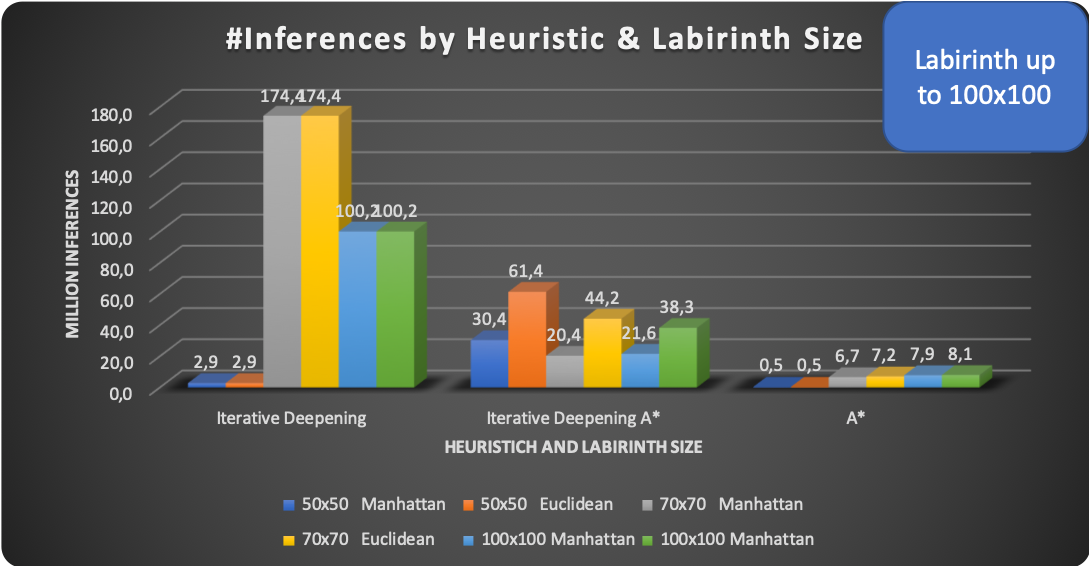 #Inferences by Heuristic & Labirinth Size
Labirinth up
to 100x100
MILLION INFERENCES
180,0
160,0
140,0
120,0
100,0
80,0
60,0
40,0
20,0
0,0
2,9
2,9
174,4
174,4
100,2
100,2
30,4
61,4
20,4
44,2
21,6
38,3
0,5
0,5
6,7
7,2
7,9
8,1
Iterative Deepening
Iterative Deepening A*
A*
HEURISTICH AND LABIRINTH SIZE
50x50 Manhattan
50x50 Euclidean
70x70 Manhattan
70x70 Euclidean
100x100 Manhattan
100x100 Manhattan